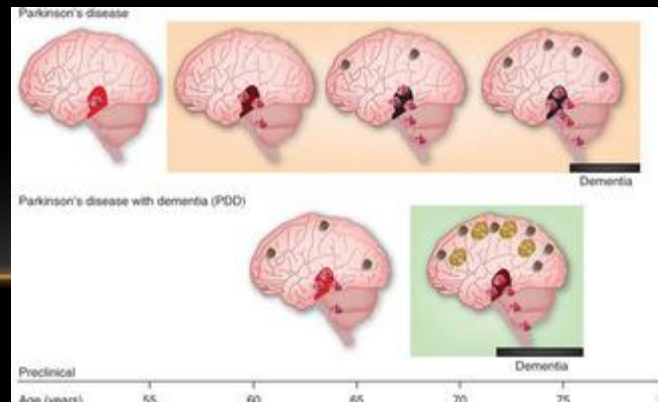 Parkinson's disease
Dementia
Parkinson's disease with dementia (PDD)
Dementia
Preclinical
Age (years) 55 60 65 70 75